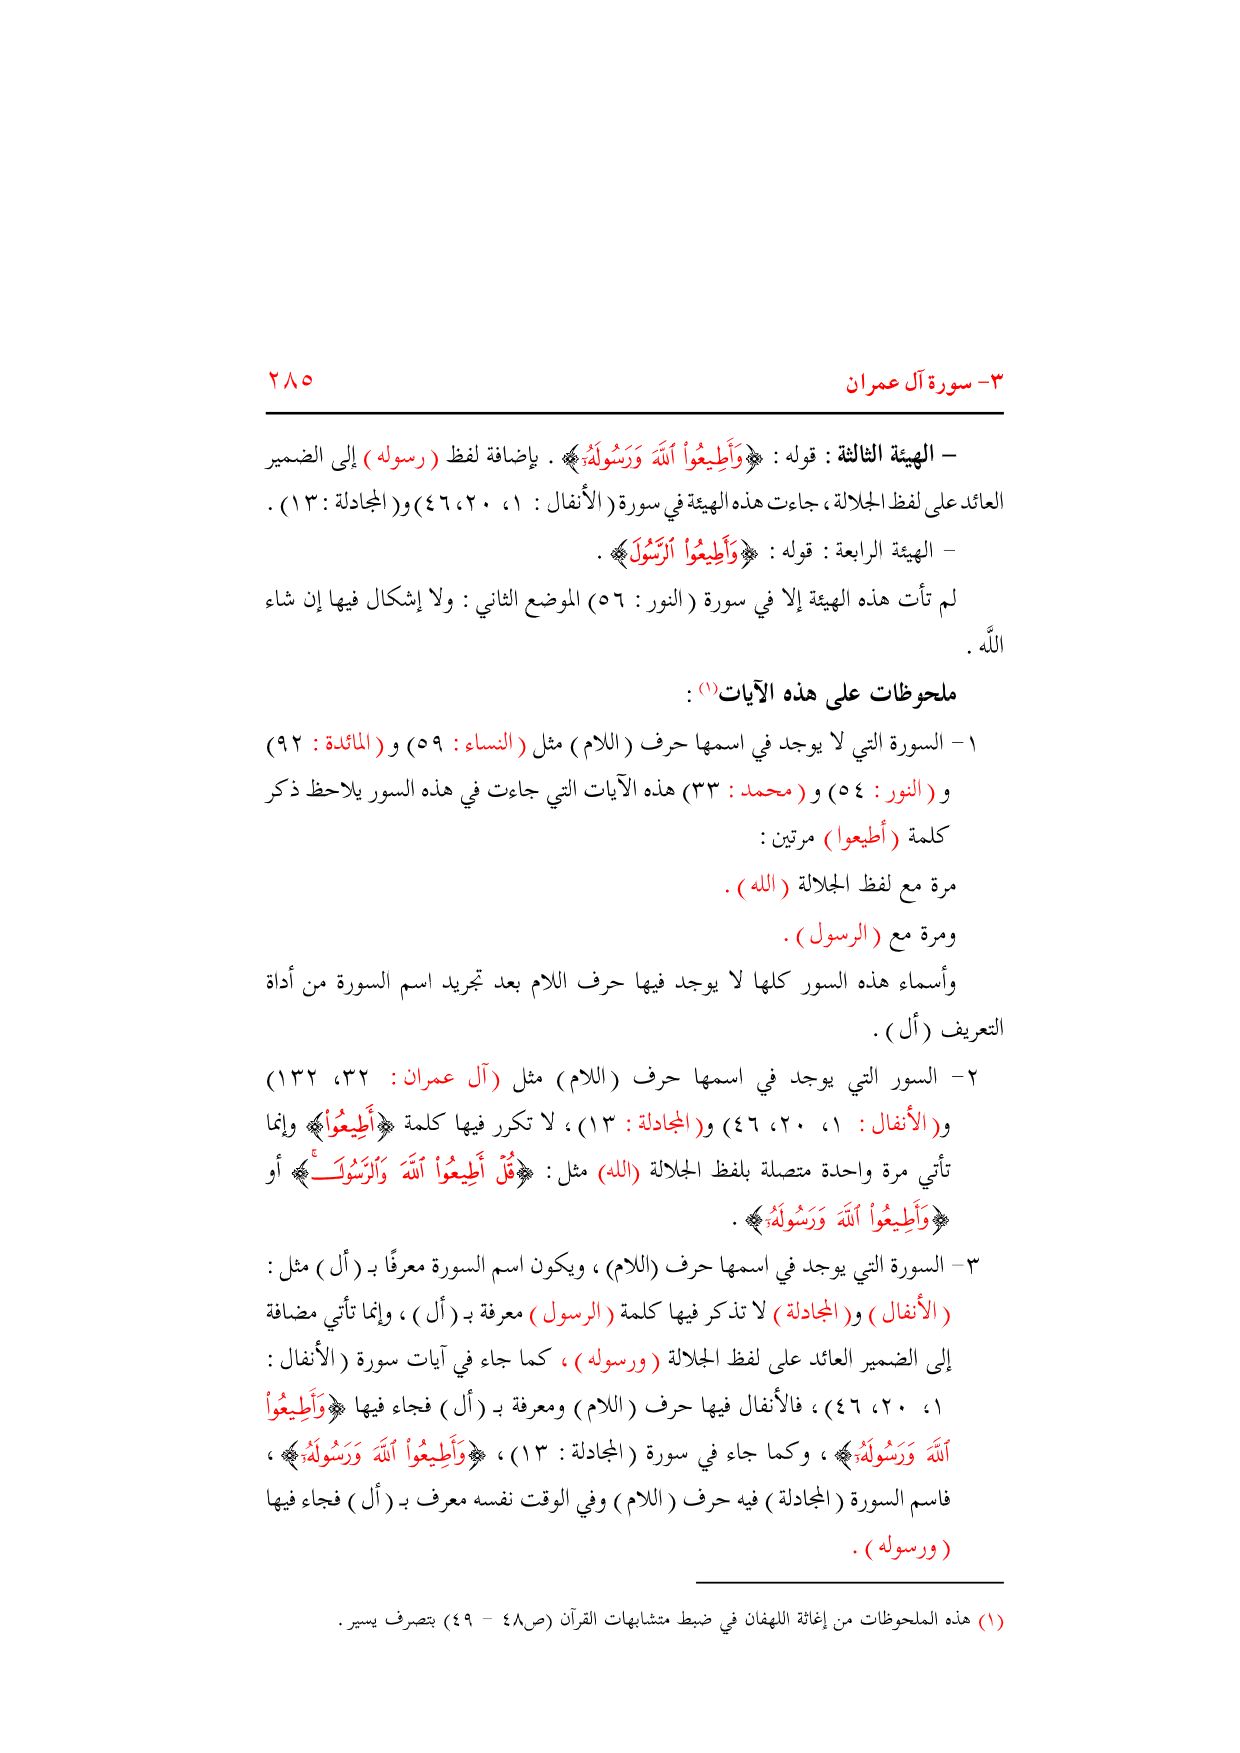 ٣- سورة آل عمران ٢٨٥
– الهيئة الثالثة : قوله : ﴿وَأَطِيعُواْ ٱللَّهَ وَرَسُولَهُۥٓ﴾ . بإضافة لفظ ( رسوله ) إلى الضمير
العائد على لفظ الجلالة ، جاءت هذه الهيئة في سورة ( الأنفال : ١، ٢٠، ٤٦) و( المجادلة : ١٣) .
– الهيئة الرابعة : قوله : ﴿وَأَطِيعُواْ ٱلرَّسُولَ﴾ .
لم تأت هذه الهيئة إلا في سورة ( النور : ٥٦) الموضع الثاني : ولا إشكال فيها إن شاء
اللَّه .
ملحوظات على هذه الآيات(١) :
١– السورة التي لا يوجد في اسمها حرف ( اللام ) مثل ( النساء : ٥٩) و ( المائدة : ٩٢)
و ( النور : ٥٤) و ( محمد : ٣٣) هذه الآيات التي جاءت في هذه السور يلاحظ ذكر
كلمة ( أطيعوا ) مرتين :
مرة مع لفظ الجلالة ( الله ) .
ومرة مع ( الرسول ) .
وأسماء هذه السور كلها لا يوجد فيها حرف اللام بعد تجريد اسم السورة من أداة
التعريف ( أل ) .
٢– السور التي يوجد في اسمها حرف ( اللام ) مثل ( آل عمران : ٣٢، ١٣٢)
و( الأنفال : ١، ٢٠، ٤٦) و( المجادلة : ١٣) ، لا تكرر فيها كلمة ﴿أَطِيعُواْ﴾ وإنما
تأتي مرة واحدة متصلة بلفظ الجلالة (الله) مثل : ﴿قُلۡ أَطِيعُواْ ٱللَّهَ وَٱلرَّسُولَۖ﴾ أو
﴿وَأَطِيعُواْ ٱللَّهَ وَرَسُولَهُۥٓ﴾ .
٣– السورة التي يوجد في اسمها حرف (اللام) ، ويكون اسم السورة معرفًا بـ ( أل ) مثل :
( الأنفال ) و( المجادلة ) لا تذكر فيها كلمة ( الرسول ) معرفة بـ ( أل ) ، وإنما تأتي مضافة
إلى الضمير العائد على لفظ الجلالة ( ورسوله ) ، كما جاء في آيات سورة ( الأنفال :
١، ٢٠، ٤٦) ، فالأنفال فيها حرف ( اللام ) ومعرفة بـ ( أل ) فجاء فيها ﴿وَأَطِيعُواْ
ٱللَّهَ وَرَسُولَهُۥٓ﴾ ، وكما جاء في سورة ( المجادلة : ١٣) ، ﴿وَأَطِيعُواْ ٱللَّهَ وَرَسُولَهُۥٓ﴾ ،
فاسم السورة ( المجادلة ) فيه حرف ( اللام ) وفي الوقت نفسه معرف بـ ( أل ) فجاء فيها
( ورسوله ) .
(١) هذه الملحوظات من إغاثة اللهفان في ضبط متشابهات القرآن (ص٤٨ – ٤٩) بتصرف يسير .